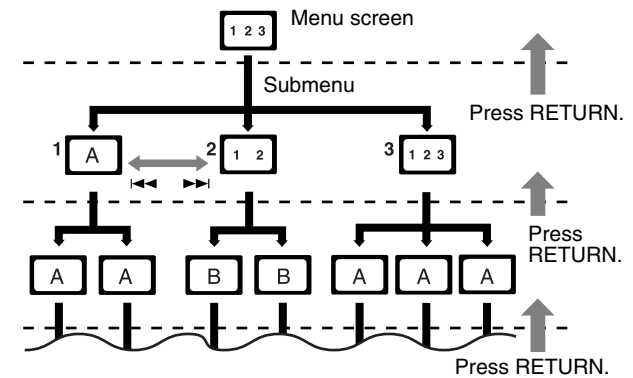 1 2 3
Menu screen
Submenu
Press RETURN.
1
A
2
1 2
3
1 2 3
Press
RETURN.
A
A
B
B
A
A
A
Press RETURN.